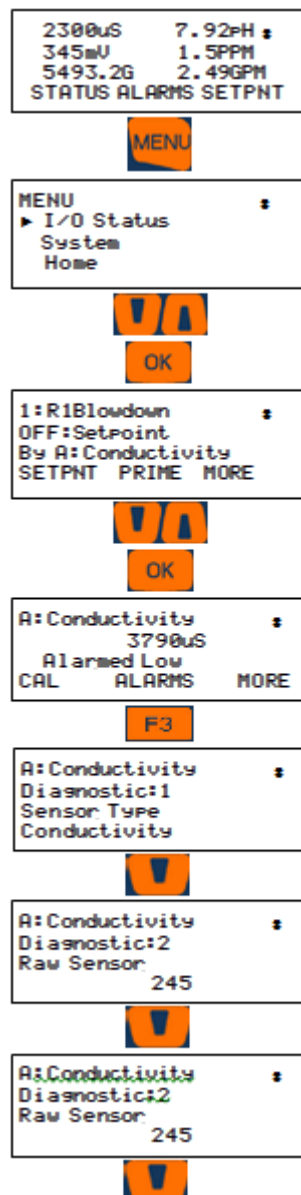 2300uS 7.92pH
345mV 1.5PPM
5493.2G 2.49GPM
STATUS ALARMS SETPNT
MENU
MENU
I/O Status
System
Home
OK
1:R1Blowdown
OFF:Setpoint
By A:Conductivity
SETPNT PRIME MORE
OK
A:Conductivity
3790uS
Alarmed Low
CAL ALARMS MORE
F3
A:Conductivity
Diagnostic:1
Sensor Type
Conductivity
A:Conductivity
Diagnostic:2
Raw Sensor
245
A:Conductivity
Diagnostic:2
Raw Sensor
245